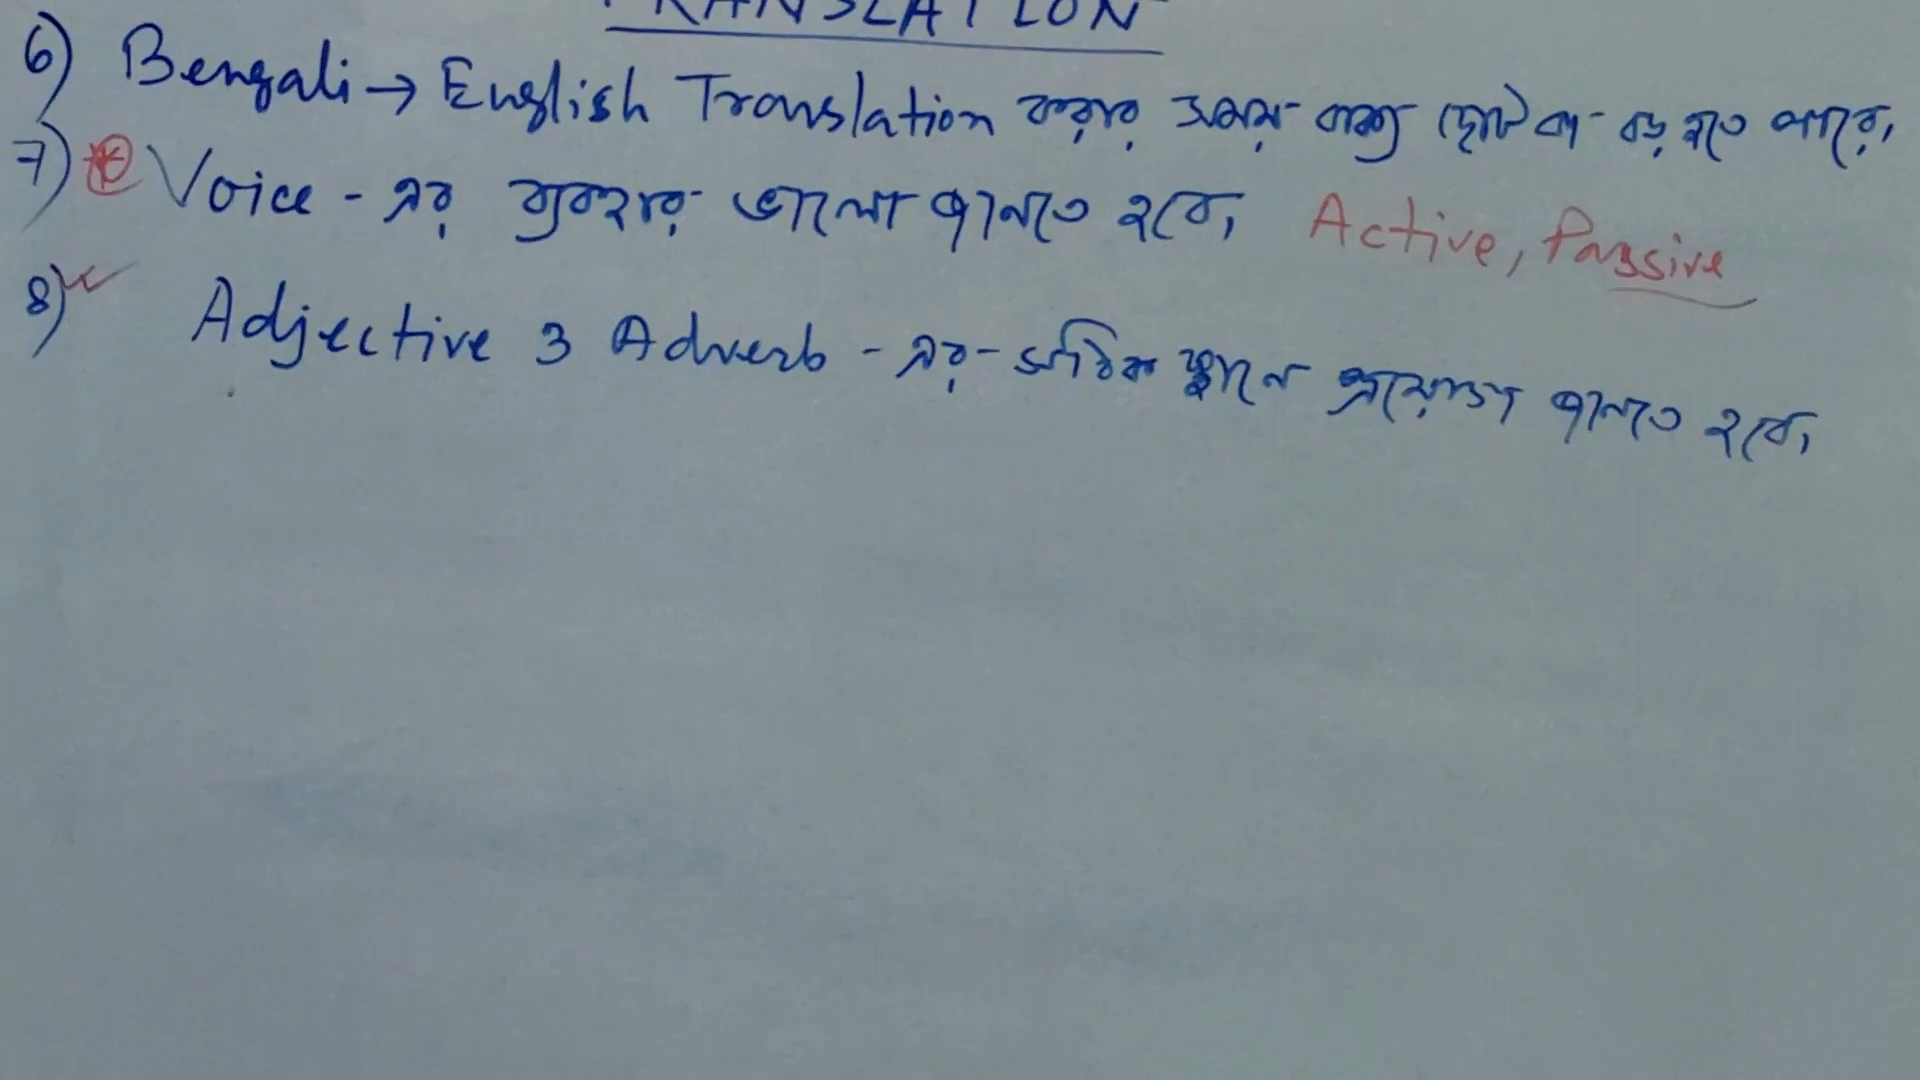 TRANSLATION
6) Bengali → English Translation করার সময় বাক্য ছোট বা বড় হতে পারে।
7) Voice - এর ব্যবহার ভালো জানতে হবে। Active, Passive
8) Adjective ও Adverb - এর সঠিক স্থানে প্রয়োগ জানতে হবে।